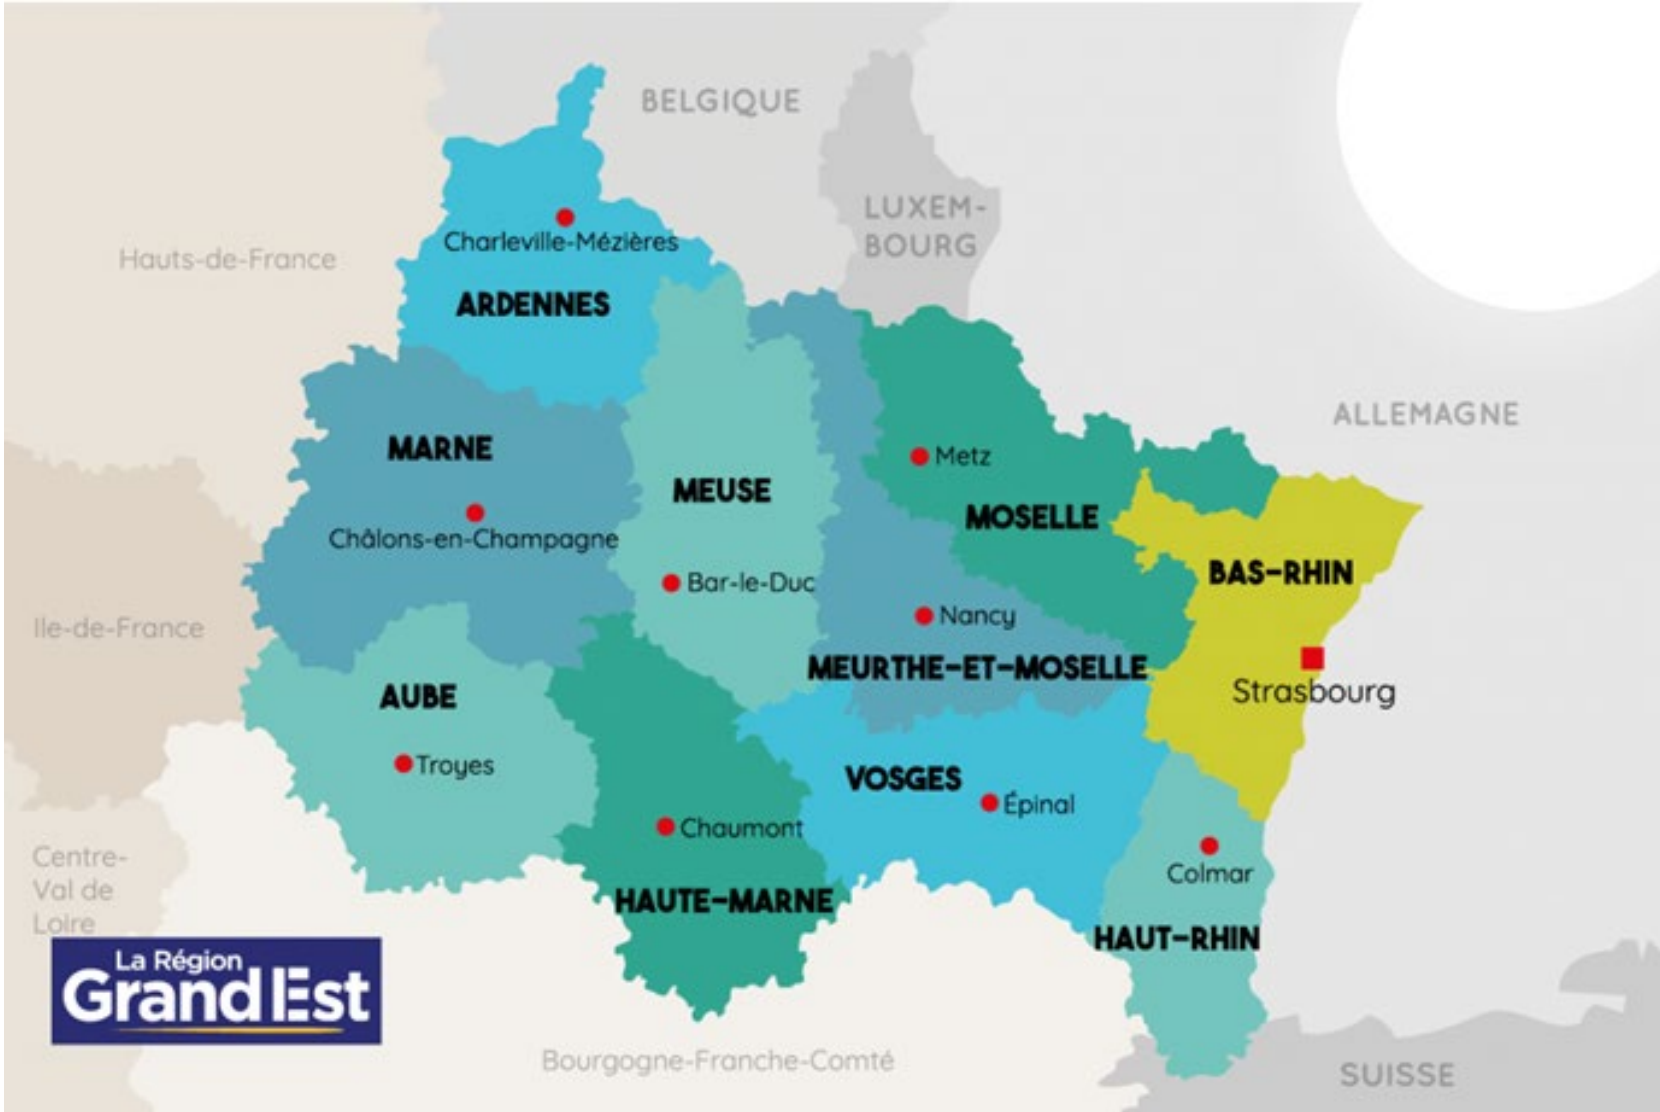 BELGIQUE
LUXEM-
BOURG
Hauts-de-France
Charleville-Mézières
ARDENNES
ALLEMAGNE
MARNE
Metz
MEUSE
MOSELLE
Châlons-en-Champagne
BAS-RHIN
Bar-le-Duc
Nancy
Ile-de-France
MEURTHE-ET-MOSELLE
Strasbourg
AUBE
Troyes
VOSGES
Épinal
Chaumont
Colmar
Centre-
Val de
Loire
HAUTE-MARNE
HAUT-RHIN
La Région
Grand Est
Bourgogne-Franche-Comté
SUISSE